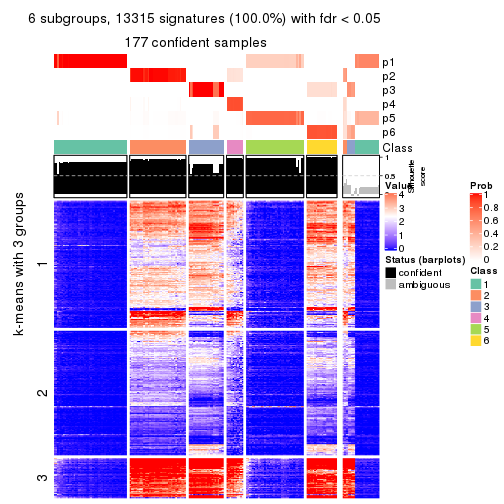 6 subgroups, 13315 signatures (100.0%) with fdr < 0.05
177 confident samples
p1
p2
p3
p4
p5
p6
Class
1
0.5
0
Silhouette
score
k-means with 3 groups
1
2
3
Value
4
3
2
1
0
Status (barplots)
confident
ambiguous
Prob
1
0.8
0.6
0.4
0.2
0
Class
1
2
3
4
5
6